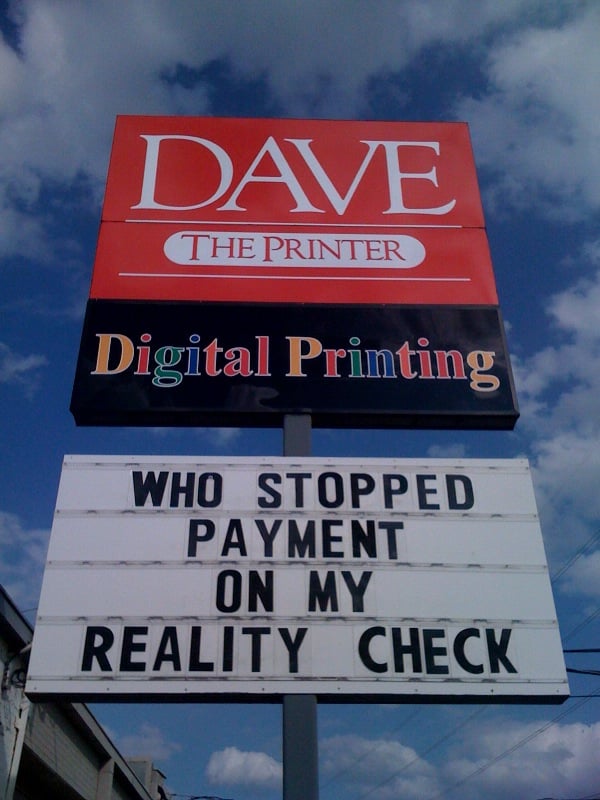 DAVE
THE PRINTER
Digital Printing
WHO STOPPED
PAYMENT
ON MY
REALITY CHECK